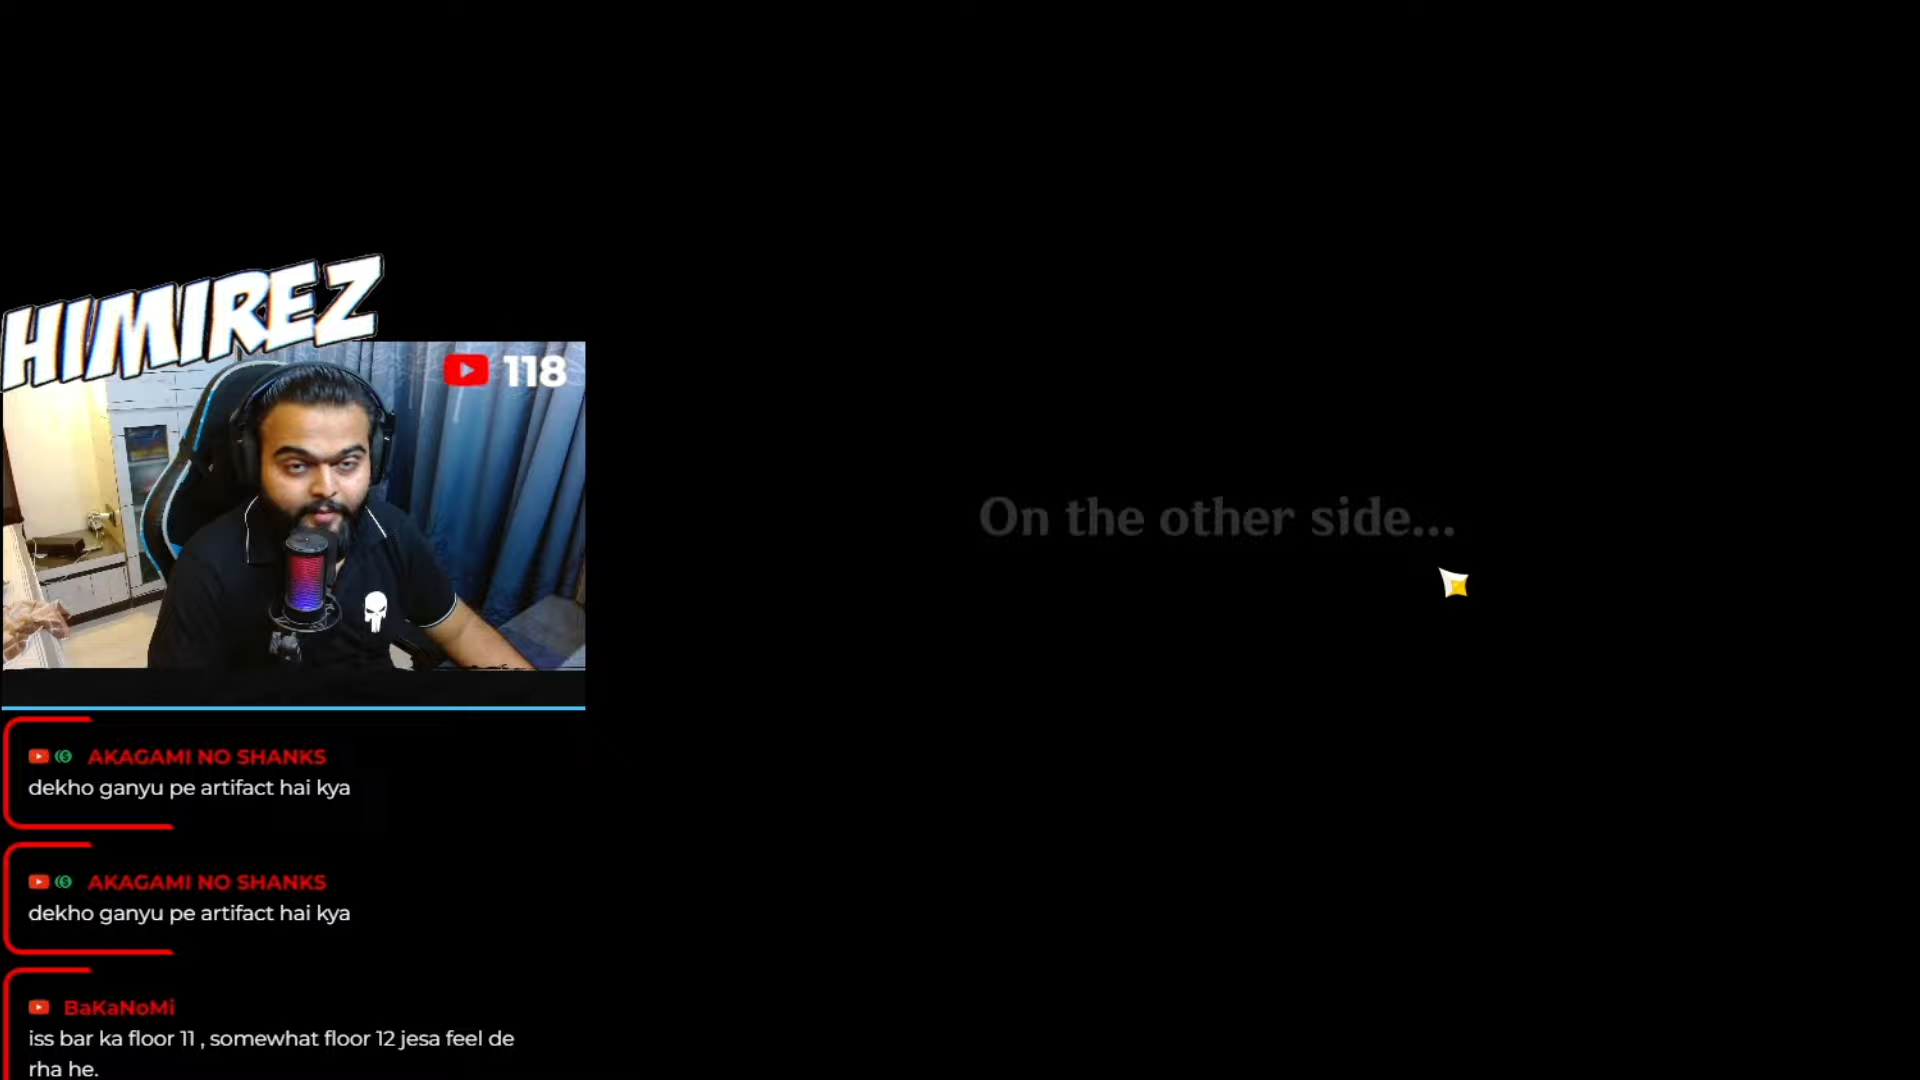 HIMIREZ
118
On the other side...
AKAGAMI NO SHANKS
dekho ganyu pe artifact hai kya
AKAGAMI NO SHANKS
dekho ganyu pe artifact hai kya
BaKaNoMi
iss bar ka floor 11 , somewhat floor 12 jesa feel de
rha he.